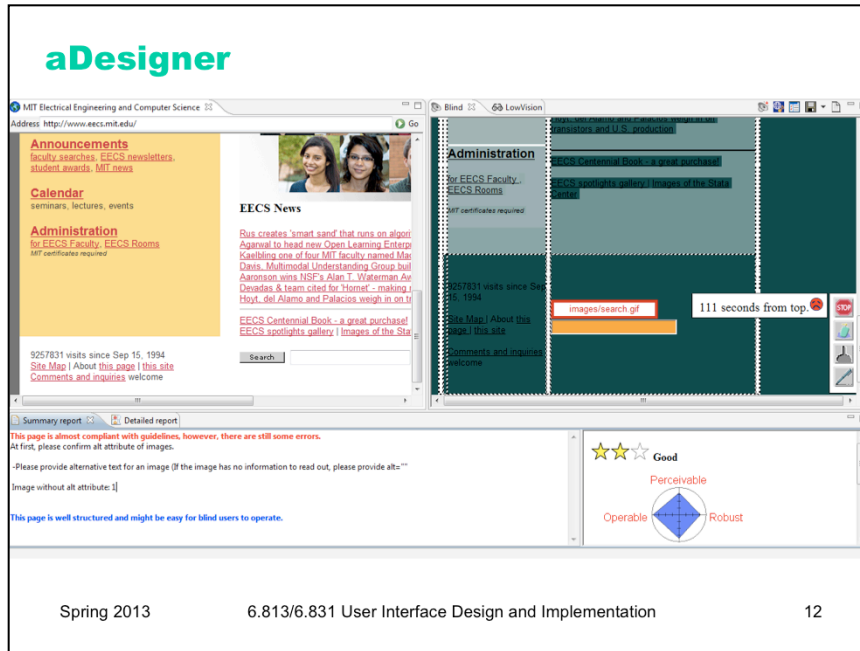 aDesigner
MIT Electrical Engineering and Computer Science
Address http://www.eecs.mit.edu/
Go
Announcements
faculty searches, EECS newsletters,
student awards, MIT news
Calendar
seminars, lectures, events
Administration
for EECS Faculty, EECS Rooms
MIT certificates required
9257831 visits since Sep 15, 1994
Site Map | About this page | this site
Comments and inquiries welcome
EECS News
Rus creates 'smart sand' that runs on algori
Agarwal to head new Open Learning Enterp
Kaelbling one of four MIT faculty named Mac
Davis, Multimodal Understanding Group buil
Aaronson wins NSF's Alan T. Waterman Aw
Devadas & team cited for 'Hornet' - making
Hoyt, del Alamo and Palacios weigh in on tr
EECS Centennial Book - a great purchase!
EECS spotlights gallery | Images of the Sta
Search
Blind
LowVision
Hoyt, del Alamo and Palacios weigh in on
transistors and U.S. production
EECS Centennial Book - a great purchase!
EECS spotlights gallery | Images of the Stata
Center
Administration
for EECS Faculty ,
EECS Rooms
MIT certificates required
9257831 visits since Sep
15, 1994
Site Map | About this
page | this site
Comments and inquiries
welcome
images/search.gif
111 seconds from top.
STOP
Summary report
Detailed report
This page is almost compliant with guidelines, however, there are still some errors.
At first, please confirm alt attribute of images.
-Please provide alternative text for an image (If the image has no information to read out, please provide alt=""
Image without alt attribute: 1
This page is well structured and might be easy for blind users to operate.
Good
Perceivable
Operable
Robust
Spring 2013
6.813/6.831 User Interface Design and Implementation
12